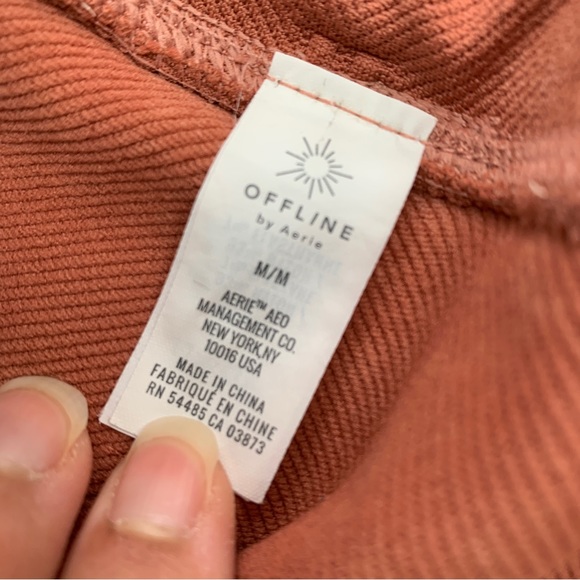 OFFLINE
by Aerie
M/M
AERIE™ AEO
MANAGEMENT CO.
NEW YORK,NY
10016 USA
MADE IN CHINA
FABRIQUÉ EN CHINE
RN 54485 CA 03873